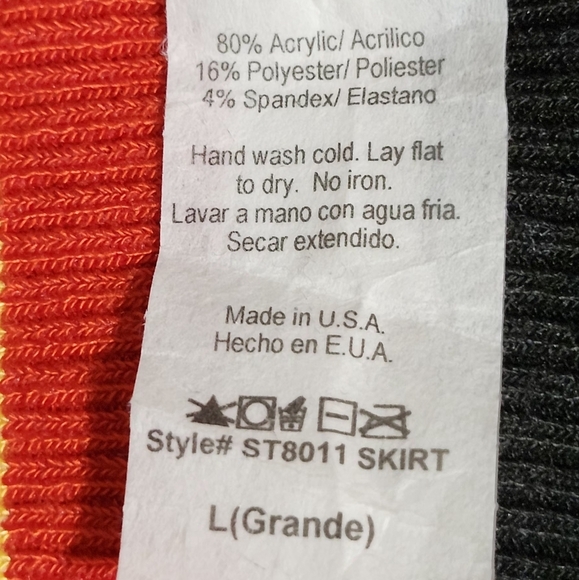 80% Acrylic/ Acrilico
16% Polyester/ Poliester
4% Spandex/ Elastano
Hand wash cold. Lay flat
to dry. No iron.
Lavar a mano con agua fria.
Secar extendido.
Made in U.S.A.
Hecho en E.U.A.
Style# ST8011 SKIRT
L(Grande)